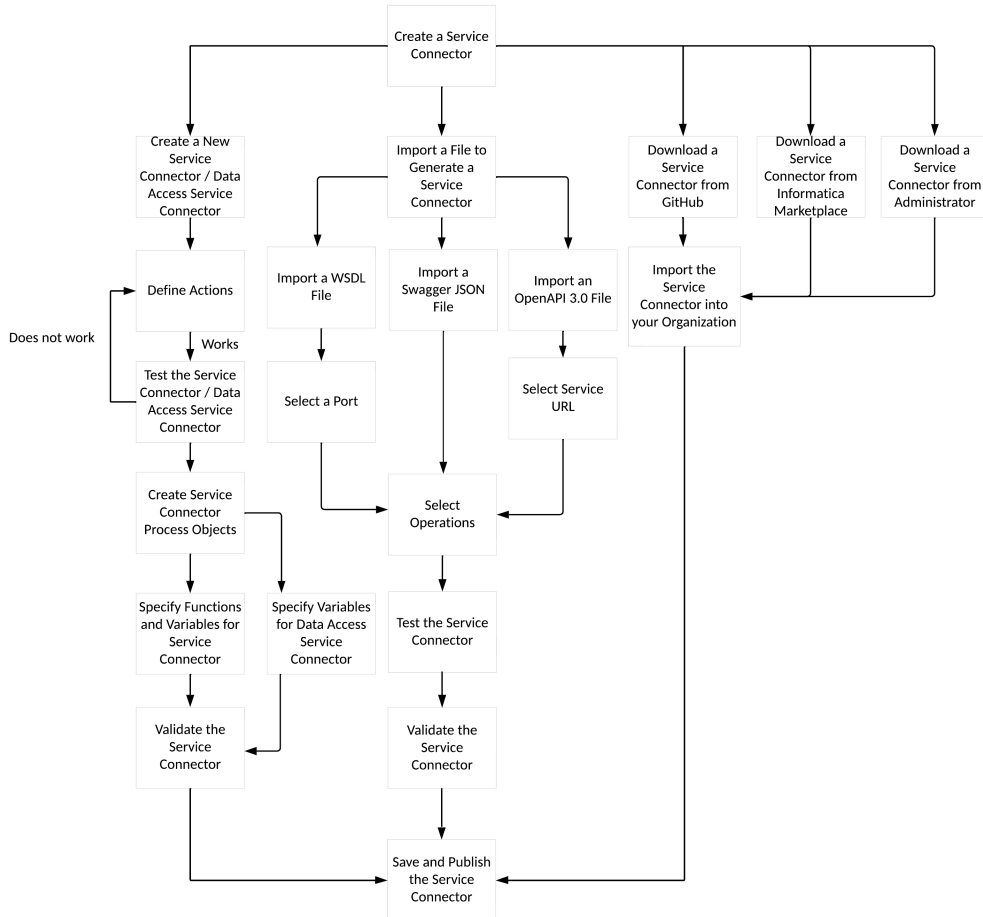 Create a Service
Connector
Create a New
Service
Connector / Data
Access Service
Connector
Import a File to
Generate a
Service
Connector
Download a
Service
Connector from
GitHub
Download a
Service
Connector from
Informatica
Marketplace
Download a
Service
Connector from
Administrator
Define Actions
Import a WSDL
File
Import a
Swagger JSON
File
Import an
OpenAPI 3.0 File
Import the
Service
Connector into
your Organization
Does not work
Works
Test the Service
Connector / Data
Access Service
Connector
Select a Port
Select Service
URL
Create Service
Connector
Process Objects
Select
Operations
Specify Functions
and Variables for
Service
Connector
Specify Variables
for Data Access
Service
Connector
Test the Service
Connector
Validate the
Service
Connector
Validate the
Service
Connector
Save and Publish
the Service
Connector